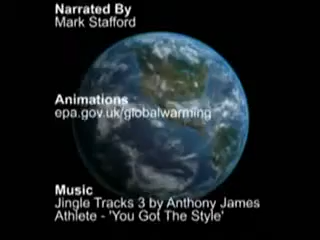 Narrated By
Mark Stafford
Animations
epa.gov.uk/globalwarming
Music
Jingle Tracks 3 by Anthony James
Athlete - 'You Got The Style'